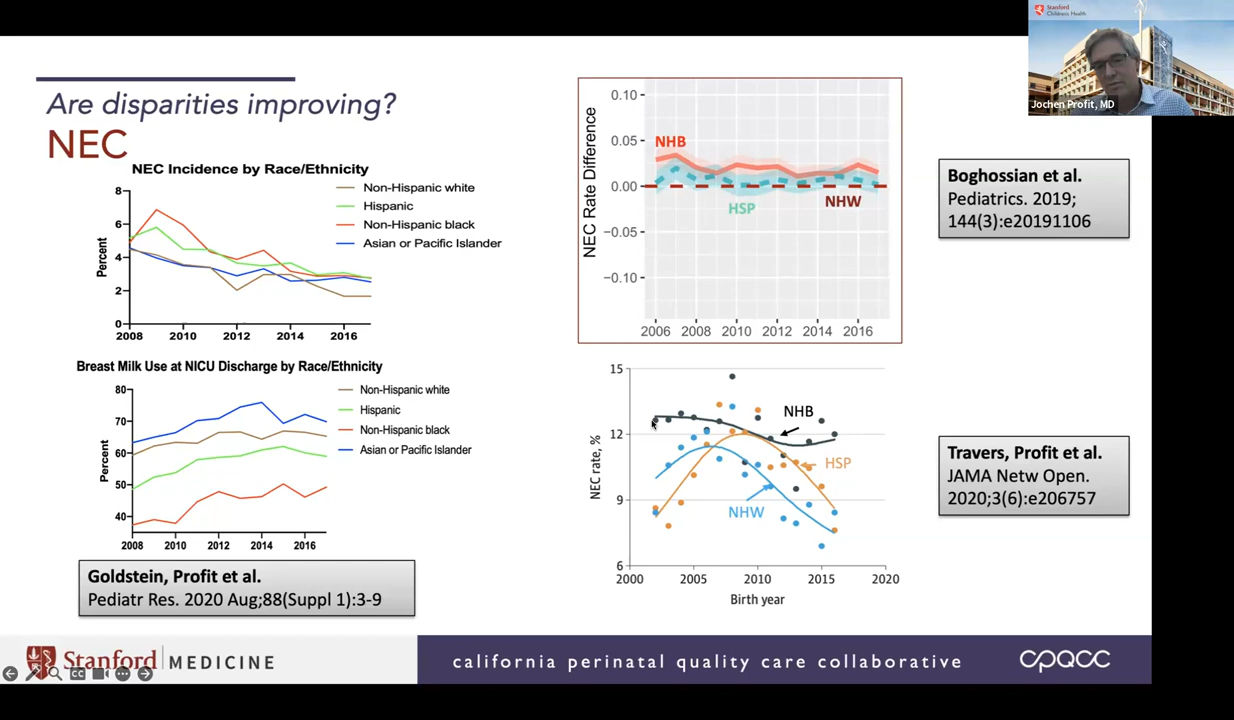 Stanford
Children's Health
Jochen Profit, MD
Are disparities improving?
NEC
NEC Incidence by Race/Ethnicity
Non-Hispanic white
Hispanic
Non-Hispanic black
Asian or Pacific Islander
Percent
8
6
4
2
0
2008
2010
2012
2014
2016
Breast Milk Use at NICU Discharge by Race/Ethnicity
Non-Hispanic white
Hispanic
Non-Hispanic black
Asian or Pacific Islander
Percent
80
70
60
50
40
2008
2010
2012
2014
2016
Goldstein, Profit et al.
Pediatr Res. 2020 Aug;88(Suppl 1):3-9
NEC Rate Difference
0.10
0.05
0.00
−0.05
−0.10
NHB
HSP
NHW
2006
2008
2010
2012
2014
2016
Boghossian et al.
Pediatrics. 2019;
144(3):e20191106
NEC rate, %
15
12
9
6
NHB
HSP
NHW
2000
2005
2010
2015
2020
Birth year
Travers, Profit et al.
JAMA Netw Open.
2020;3(6):e206757
Stanford MEDICINE
california perinatal quality care collaborative
cpqcc
CC